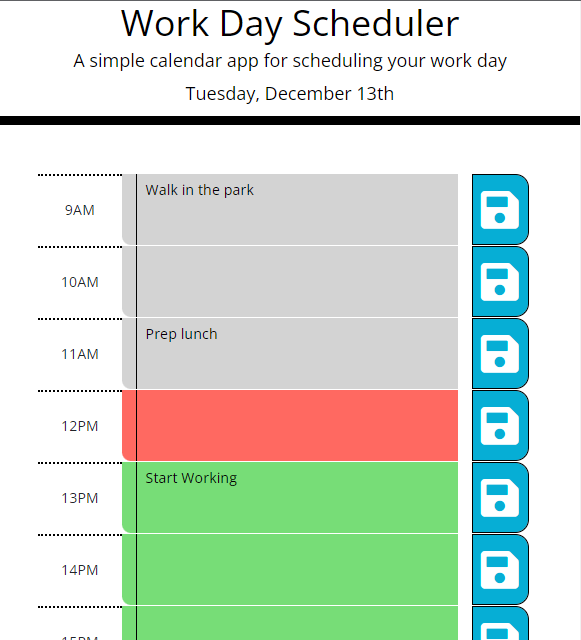 Work Day Scheduler
A simple calendar app for scheduling your work day
Tuesday, December 13th
9AM
Walk in the park
10AM
11AM
Prep lunch
12PM
13PM
Start Working
14PM
15PM